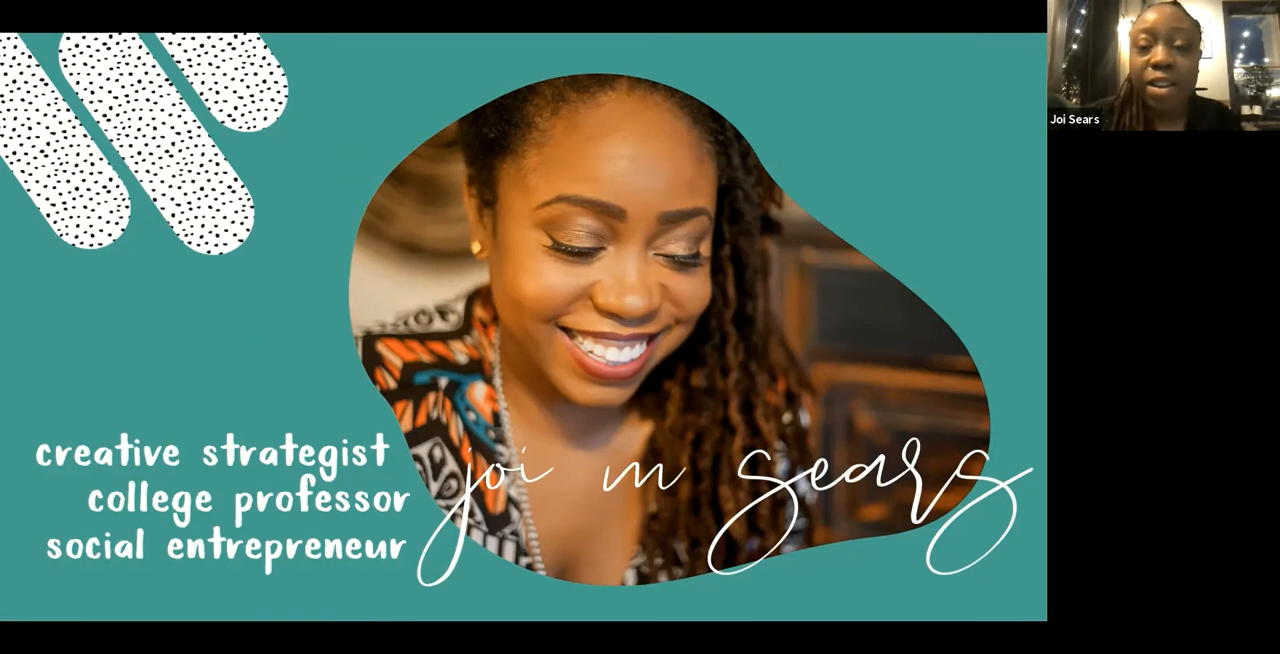 creative strategist
college professor
social entrepreneur
joi m sears
Joi Sears